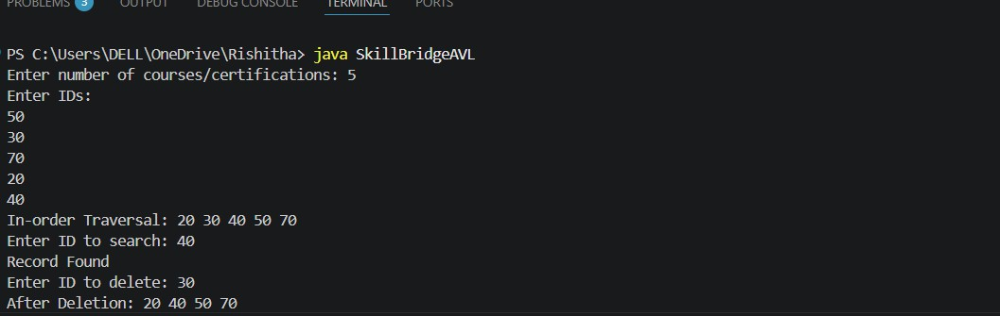 PROBLEMS 3 OUTPUT DEBUG CONSOLE TERMINAL PORTS
PS C:\Users\DELL\OneDrive\Rishitha> java SkillBridgeAVL
Enter number of courses/certifications: 5
Enter IDs:
50
30
70
20
40
In-order Traversal: 20 30 40 50 70
Enter ID to search: 40
Record Found
Enter ID to delete: 30
After Deletion: 20 40 50 70